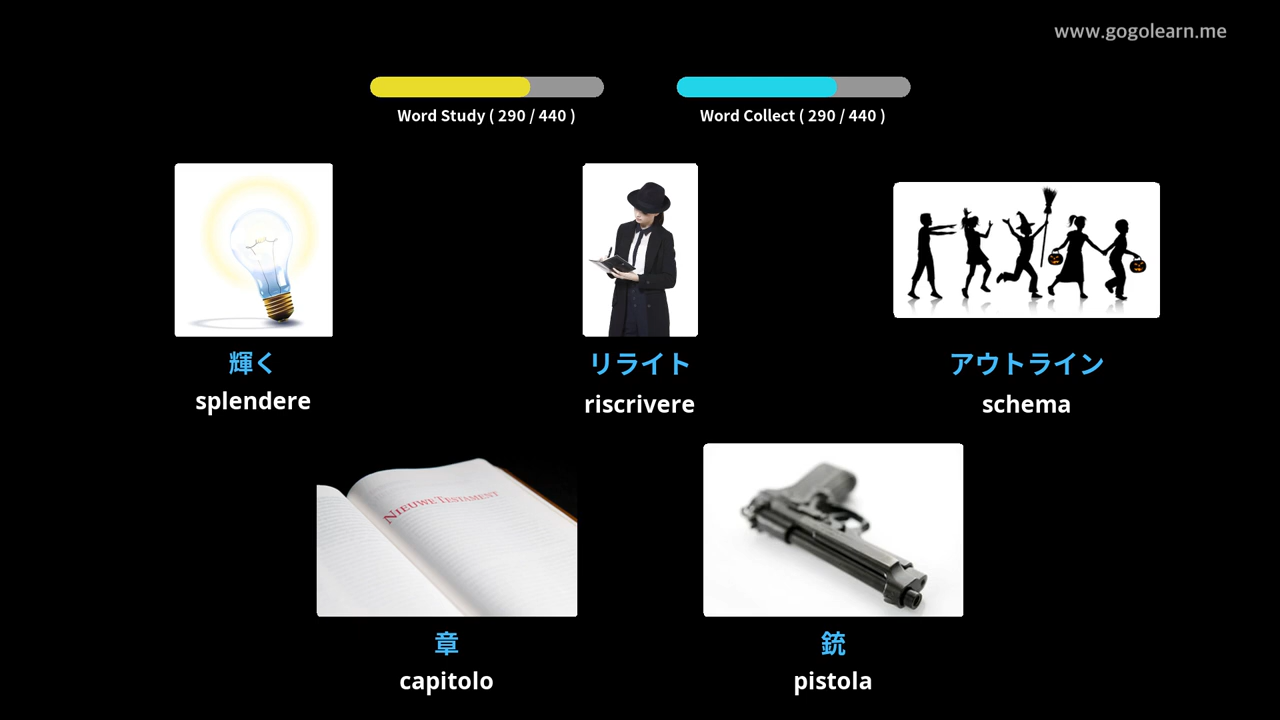 www.gogolearn.me
Word Study ( 290 / 440 )
Word Collect ( 290 / 440 )
輝く
splendere
リライト
riscrivere
アウトライン
schema
NIEUWE TESTAMENT
章
capitolo
銃
pistola